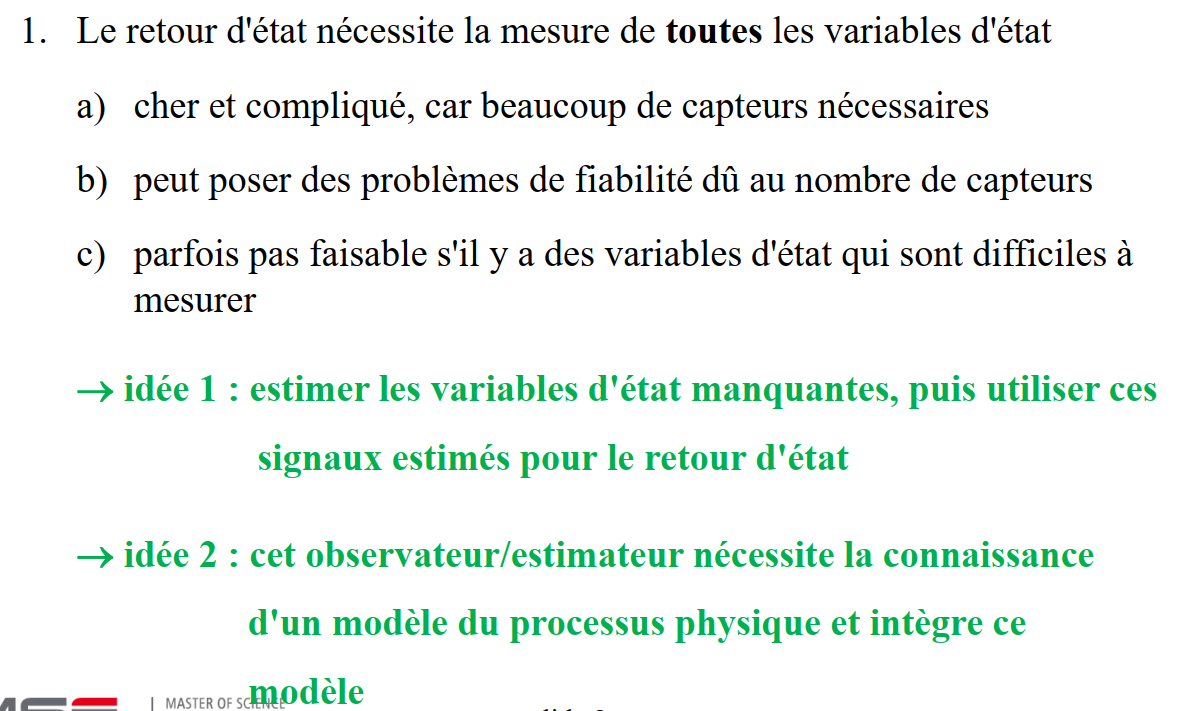 1. Le retour d'état nécessite la mesure de toutes les variables d'état
a) cher et compliqué, car beaucoup de capteurs nécessaires
b) peut poser des problèmes de fiabilité dû au nombre de capteurs
c) parfois pas faisable s'il y a des variables d'état qui sont difficiles à
mesurer
→ idée 1 : estimer les variables d'état manquantes, puis utiliser ces
signaux estimés pour le retour d'état
→ idée 2 : cet observateur/estimateur nécessite la connaissance
d'un modèle du processus physique et intègre ce
modèle
| MASTER OF SCIENCE